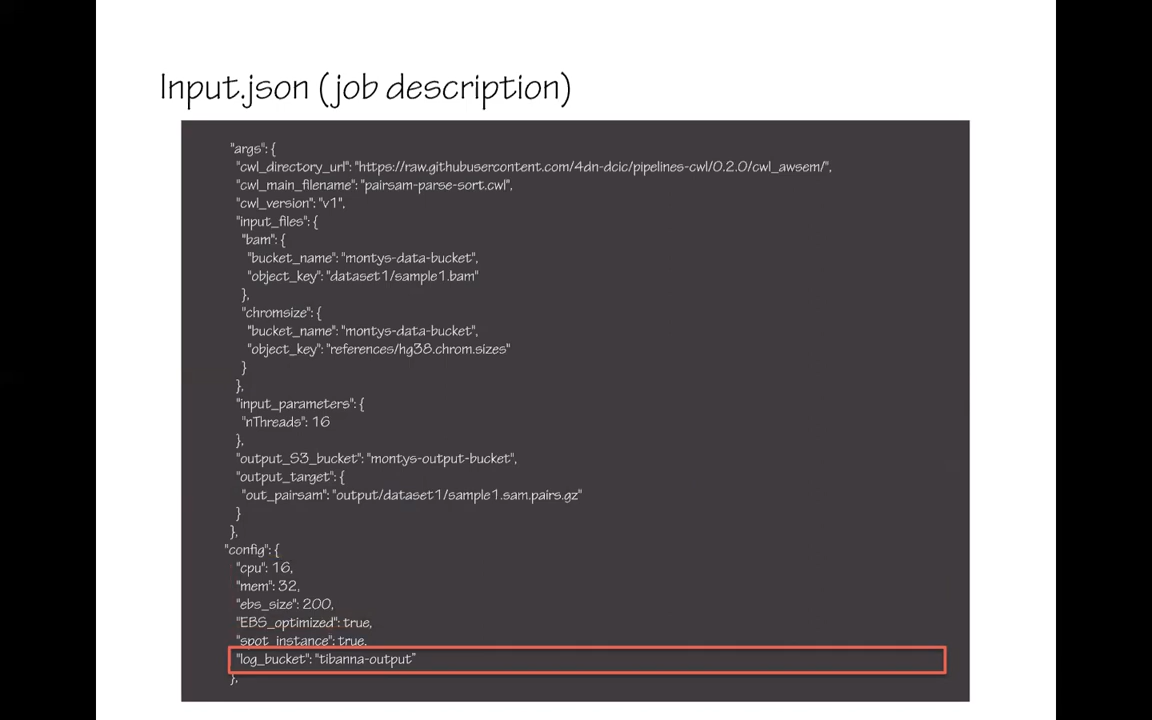 Input.json (job description)
"args": {
"cwl_directory_url": "https://raw.githubusercontent.com/4dn-dcic/pipelines-cwl/0.2.0/cwl_awsem/",
"cwl_main_filename": "pairsam-parse-sort.cwl",
"cwl_version": "v1",
"input_files": {
"bam": {
"bucket_name": "montys-data-bucket",
"object_key": "dataset1/sample1.bam"
},
"chromsize": {
"bucket_name": "montys-data-bucket",
"object_key": "references/hg38.chrom.sizes"
}
},
"input_parameters": {
"nThreads": 16
},
"output_S3_bucket": "montys-output-bucket",
"output_target": {
"out_pairsam": "output/dataset1/sample1.sam.pairs.gz"
}
},
"config": {
"cpu": 16,
"mem": 32,
"ebs_size": 200,
"EBS_optimized": true,
"spot_instance": true,
"log_bucket": "tibanna-output"
},